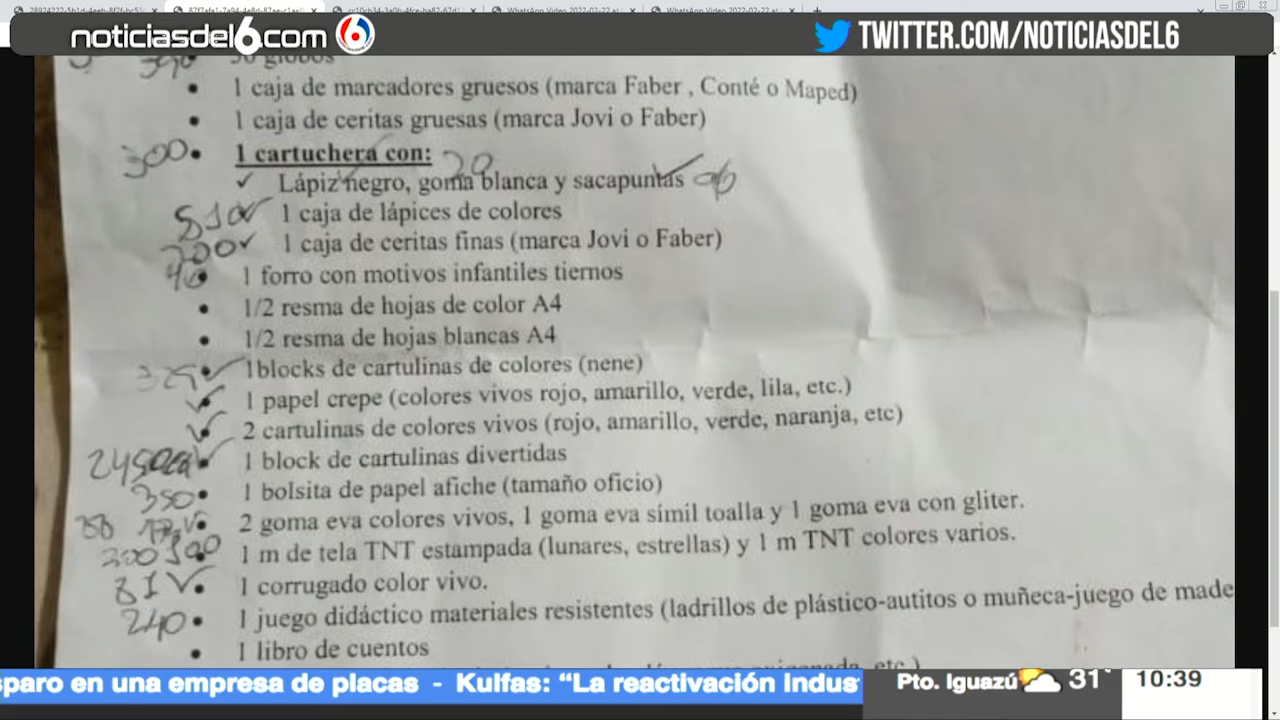 noticiasdel6.com
TWITTER.COM/NOTICIASDEL6
390 30 globos
1 caja de marcadores gruesos (marca Faber , Conté o Maped)
1 caja de ceritas gruesas (marca Jovi o Faber)
300 1 cartuchera con:
20
Lápiz negro, goma blanca y sacapuntas
1 caja de lápices de colores
200 1 caja de ceritas finas (marca Jovi o Faber)
40 1 forro con motivos infantiles tiernos
1/2 resma de hojas de color A4
1/2 resma de hojas blancas A4
325 1blocks de cartulinas de colores (nene)
1 papel crepe (colores vivos rojo, amarillo, verde, lila, etc.)
2 cartulinas de colores vivos (rojo, amarillo, verde, naranja, etc)
1 block de cartulinas divertidas
350 1 bolsita de papel afiche (tamaño oficio)
2 goma eva colores vivos, 1 goma eva símil toalla y 1 goma eva con gliter.
1 m de tela TNT estampada (lunares, estrellas) y 1 m TNT colores varios.
81 1 corrugado color vivo.
240 1 juego didáctico materiales resistentes (ladrillos de plástico-autitos o muñeca-juego de made
1 libro de cuentos
etc.)
sparo en una empresa de placas - Kulfas: “La reactivación indus
Pto. Iguazú 31° 10:39